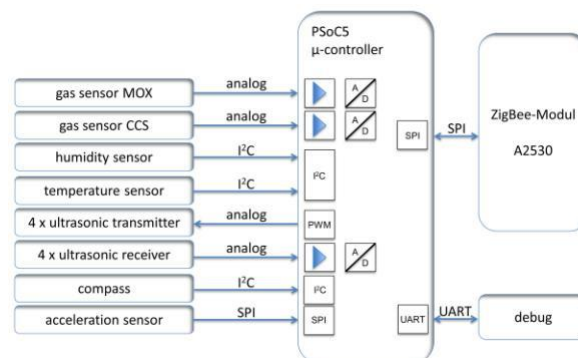 PSoC5
µ-controller
gas sensor MOX
analog
A
D
gas sensor CCS
analog
A
D
humidity sensor
I²C
I²C
temperature sensor
I²C
4 x ultrasonic transmitter
analog
PWM
4 x ultrasonic receiver
analog
A
D
compass
I²C
I²C
acceleration sensor
SPI
SPI
SPI
SPI
ZigBee-Modul
A2530
UART
UART
debug